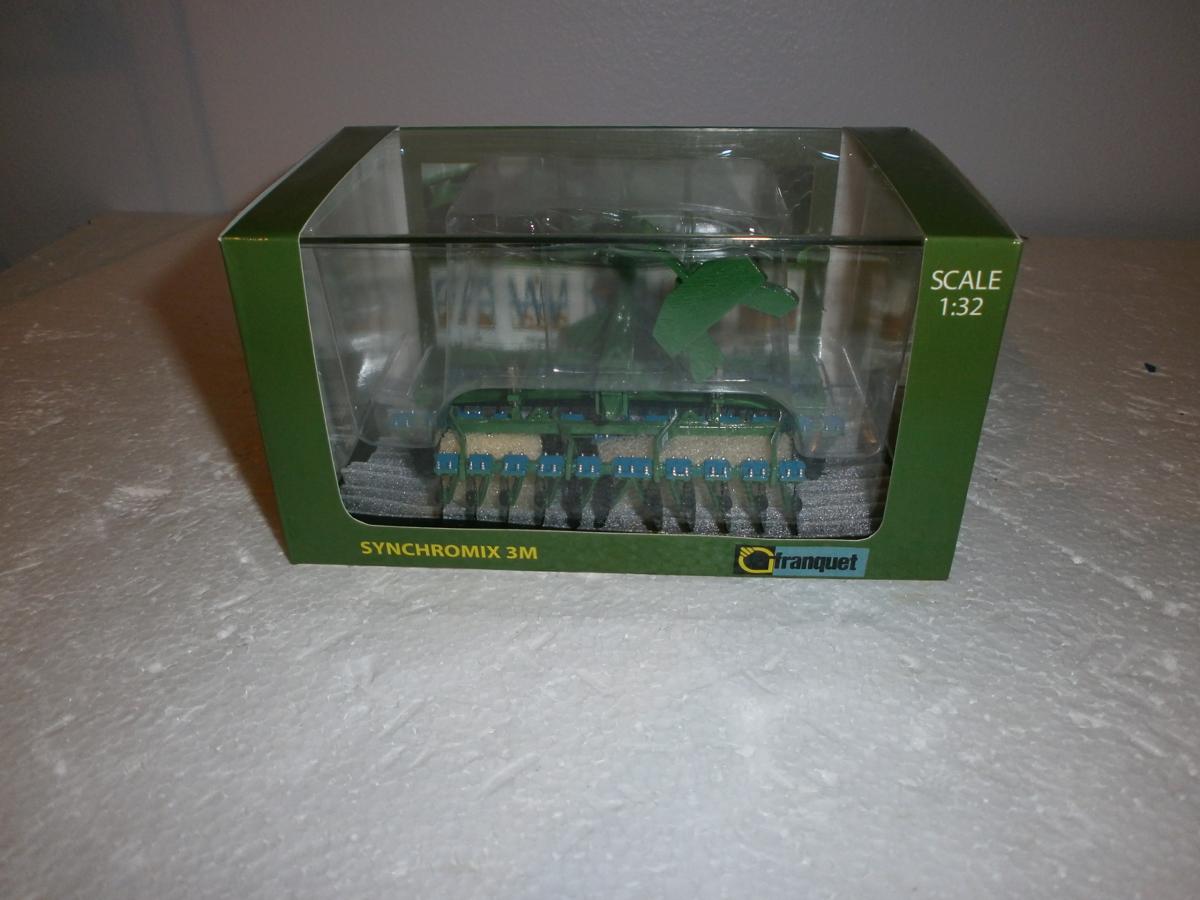 SCALE
1:32
SYNCHROMIX 3M
franquet